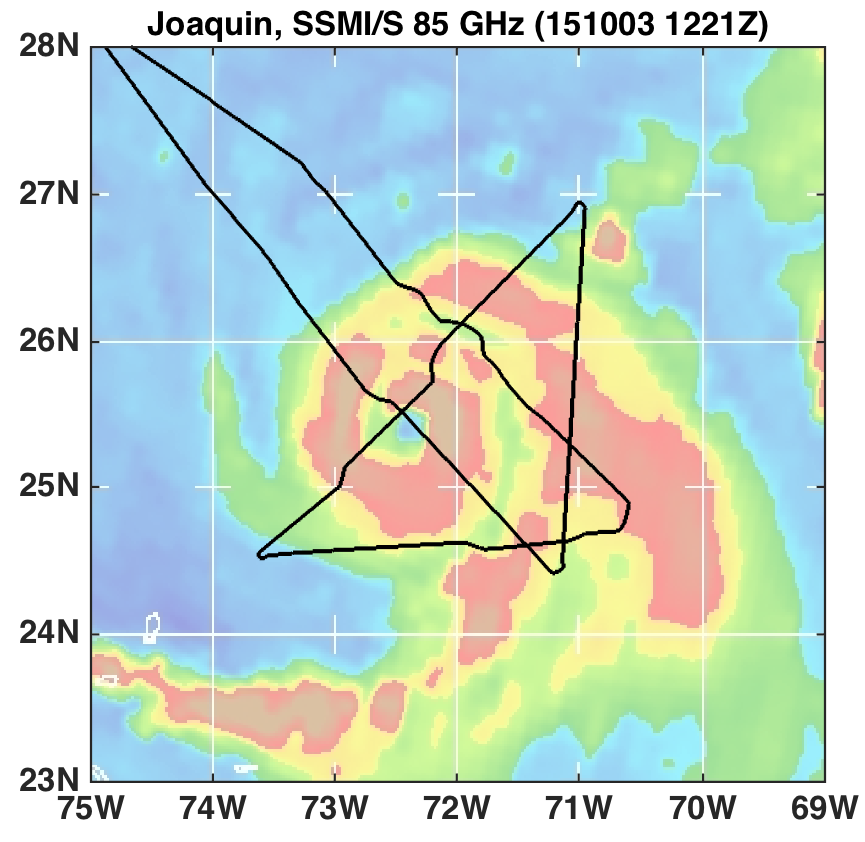 Joaquin, SSMI/S 85 GHz (151003 1221Z)
28N
27N
26N
25N
24N
23N
75W 74W 73W 72W 71W 70W 69W